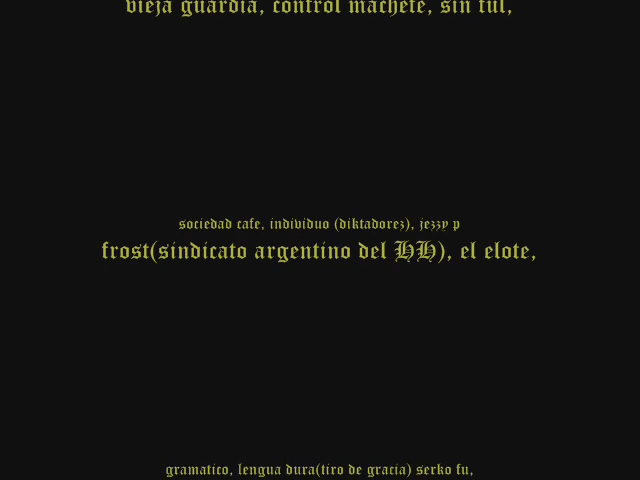 vieja guardia, control machete, sin ful,
sociedad cafe, individuo (diktadorez), jezzy p
frost(sindicato argentino del HH), el elote,
gramatico, lengua dura(tiro de gracia) serko fu,